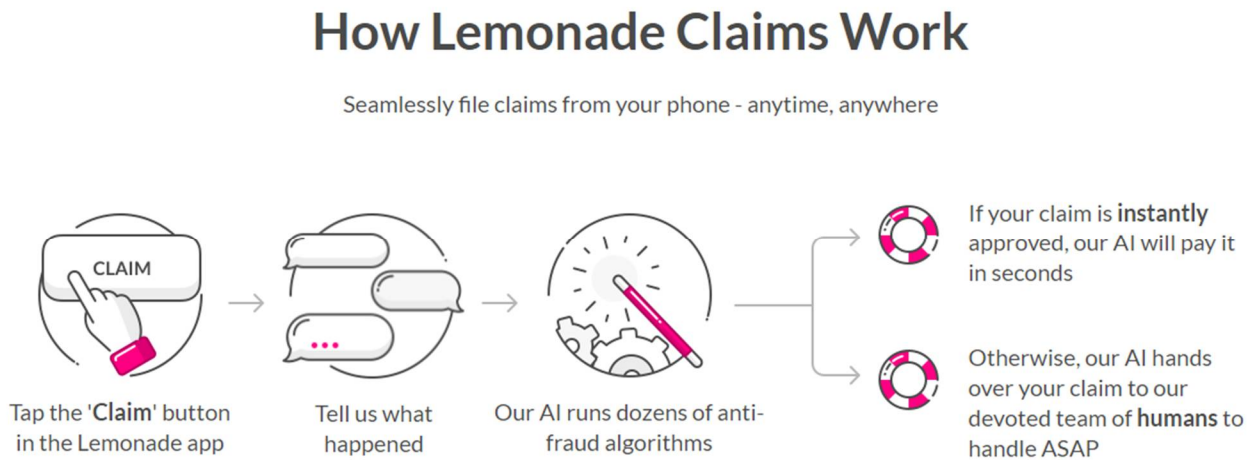 How Lemonade Claims Work
Seamlessly file claims from your phone - anytime, anywhere
CLAIM
Tap the 'Claim' button
in the Lemonade app
Tell us what
happened
Our AI runs dozens of anti-
fraud algorithms
If your claim is instantly
approved, our AI will pay it
in seconds
Otherwise, our AI hands
over your claim to our
devoted team of humans to
handle ASAP